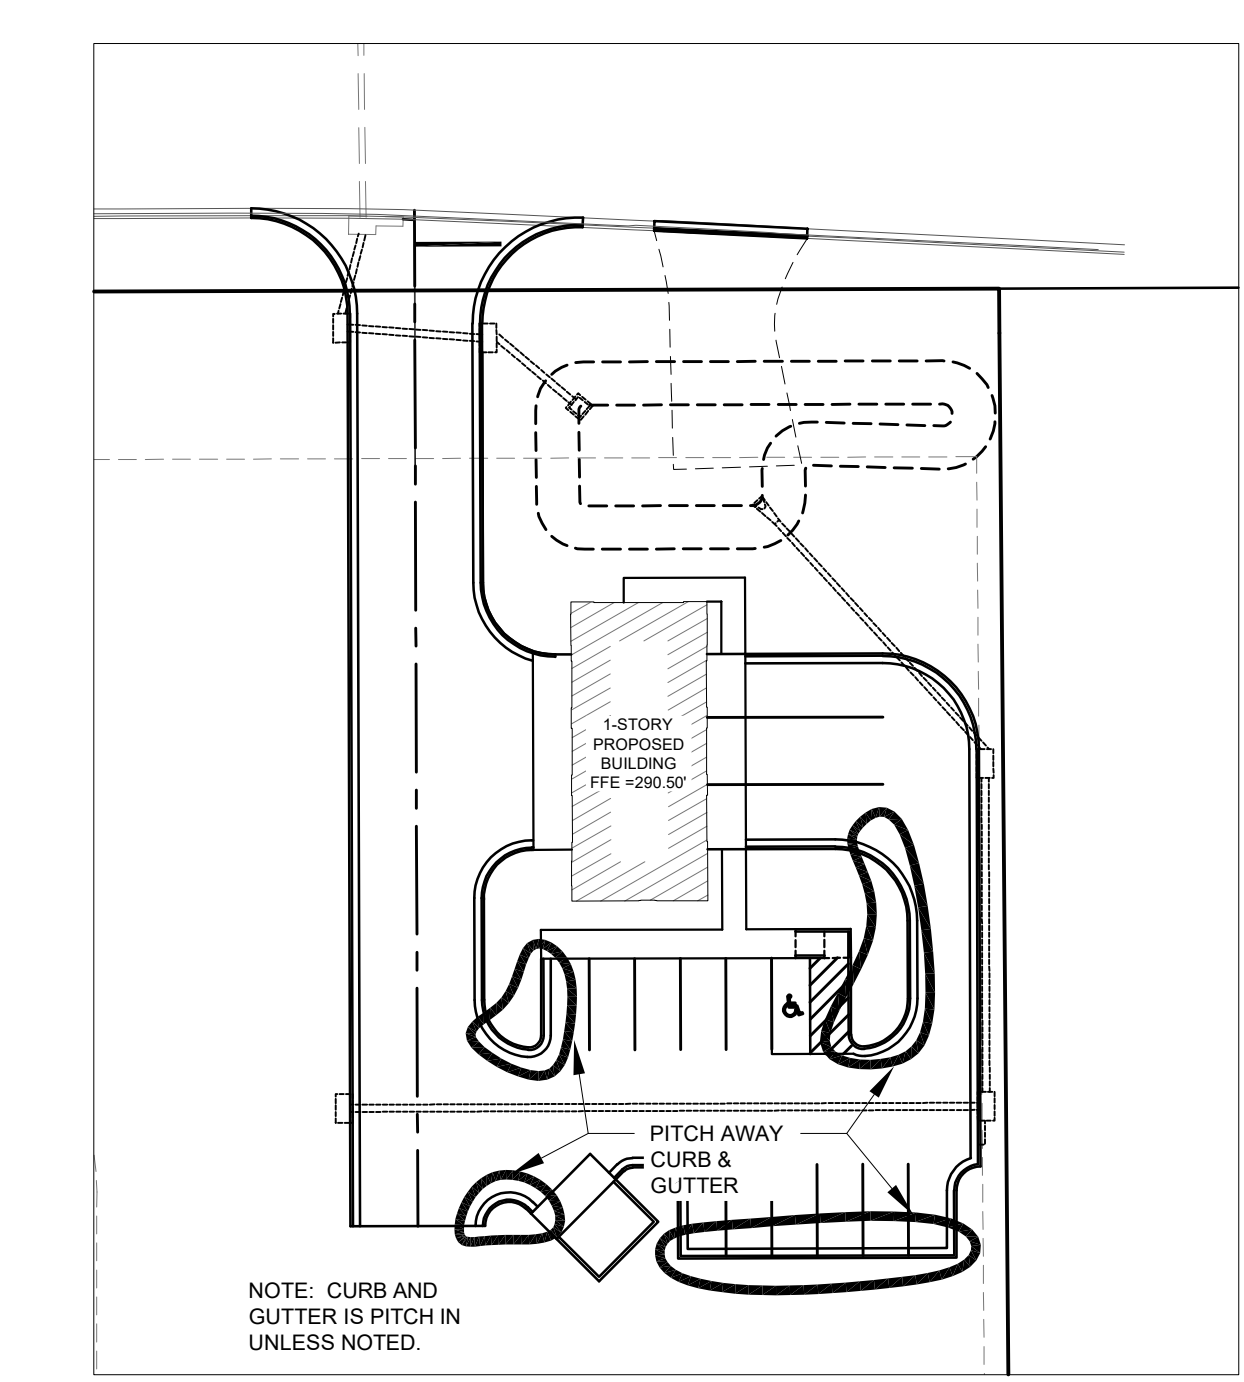 1-STORY
PROPOSED
BUILDING
FFE =290.50'
PITCH AWAY
CURB &
GUTTER
NOTE:  CURB AND
GUTTER IS PITCH IN
UNLESS NOTED.